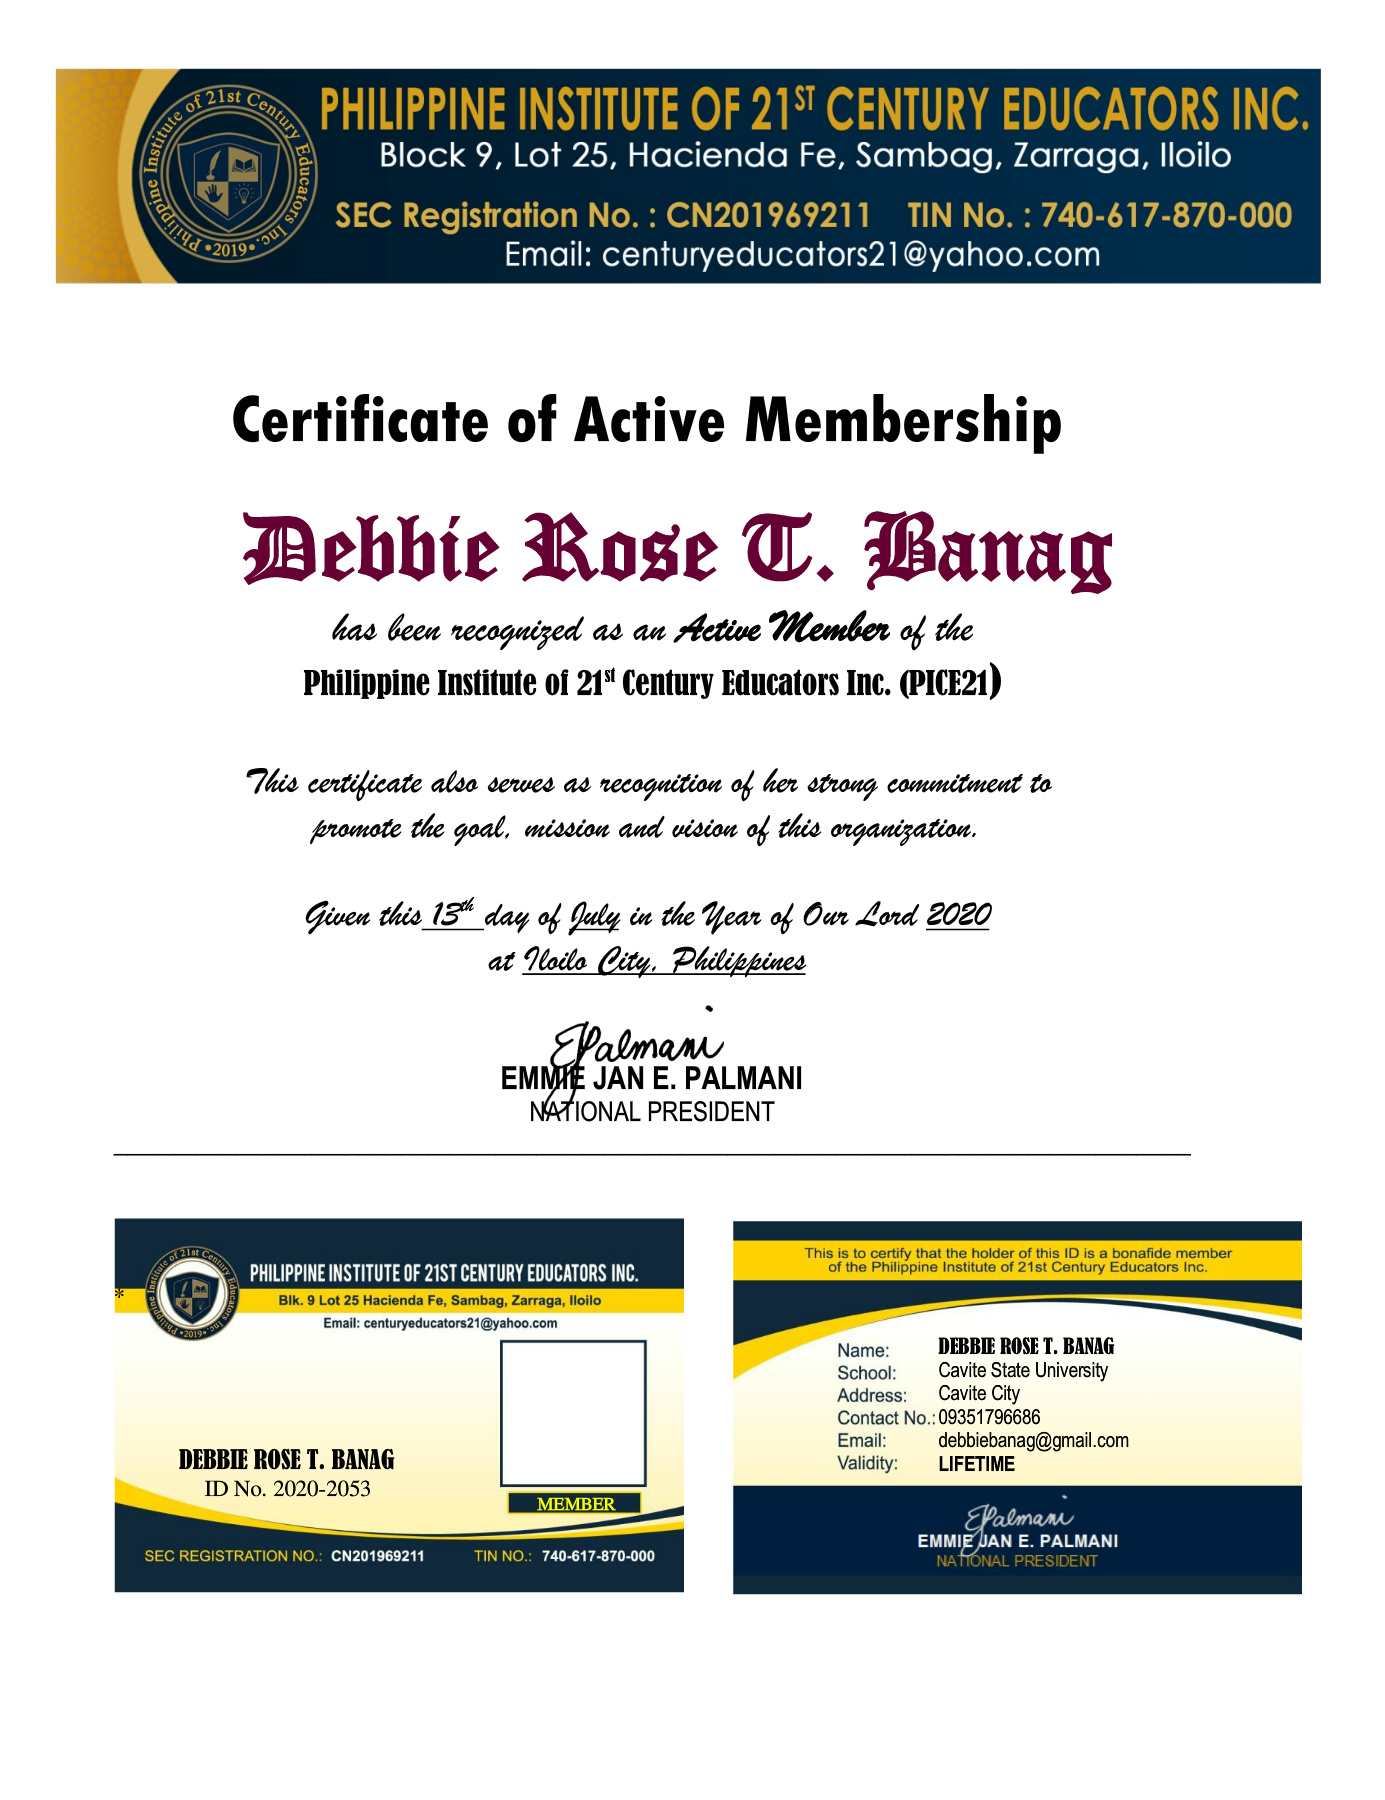 Philippine Institute of 21st Century Educators, Inc. •2019•
PHILIPPINE INSTITUTE OF 21ST CENTURY EDUCATORS INC.
Block 9, Lot 25, Hacienda Fe, Sambag, Zarraga, Iloilo
SEC Registration No. : CN201969211 TIN No. : 740-617-870-000
Email: centuryeducators21@yahoo.com
Certificate of Active Membership
Debbie Rose T. Banag
has been recognized as an Active Member of the
Philippine Institute of 21st Century Educators Inc. (PICE21)
This certificate also serves as recognition of her strong commitment to
promote the goal, mission and vision of this organization.
Given this 13th day of July in the Year of Our Lord 2020
at Iloilo City, Philippines
EPalmani
EMMIE JAN E. PALMANI
NATIONAL PRESIDENT
Philippine Institute of 21st Century Educators, Inc. •2019•
PHILIPPINE INSTITUTE OF 21ST CENTURY EDUCATORS INC.
*
Blk. 9 Lot 25 Hacienda Fe, Sambag, Zarraga, Iloilo
Email: centuryeducators21@yahoo.com
DEBBIE ROSE T. BANAG
ID No. 2020-2053
MEMBER
SEC REGISTRATION NO.: CN201969211 TIN NO.: 740-617-870-000
This is to certify that the holder of this ID is a bonafide member
of the Philippine Institute of 21st Century Educators Inc.
Name: DEBBIE ROSE T. BANAG
School: Cavite State University
Address: Cavite City
Contact No.: 09351796686
Email: debbiebanag@gmail.com
Validity: LIFETIME
EPalmani
EMMIE JAN E. PALMANI
NATIONAL PRESIDENT